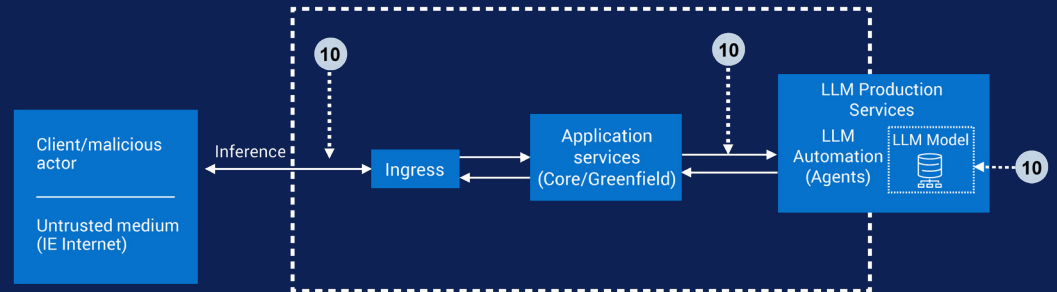 10
10
Client/malicious
actor
Untrusted medium
(IE Internet)
Inference
Ingress
Application
services
(Core/Greenfield)
LLM Production
Services
LLM
Automation
(Agents)
LLM Model
10